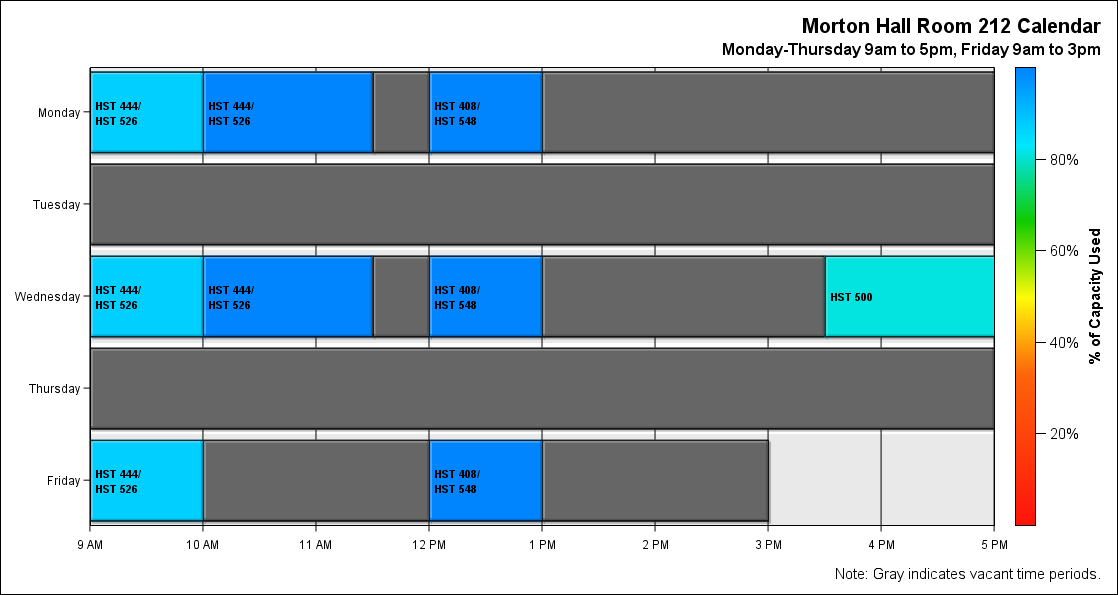 Morton Hall Room 212 Calendar
Monday-Thursday 9am to 5pm, Friday 9am to 3pm
Monday
HST 444/
HST 526
HST 444/
HST 526
HST 408/
HST 548
Tuesday
Wednesday
HST 444/
HST 526
HST 444/
HST 526
HST 408/
HST 548
HST 500
Thursday
Friday
HST 444/
HST 526
HST 408/
HST 548
9 AM
10 AM
11 AM
12 PM
1 PM
2 PM
3 PM
4 PM
5 PM
80%
60%
40%
20%
% of Capacity Used
Note: Gray indicates vacant time periods.